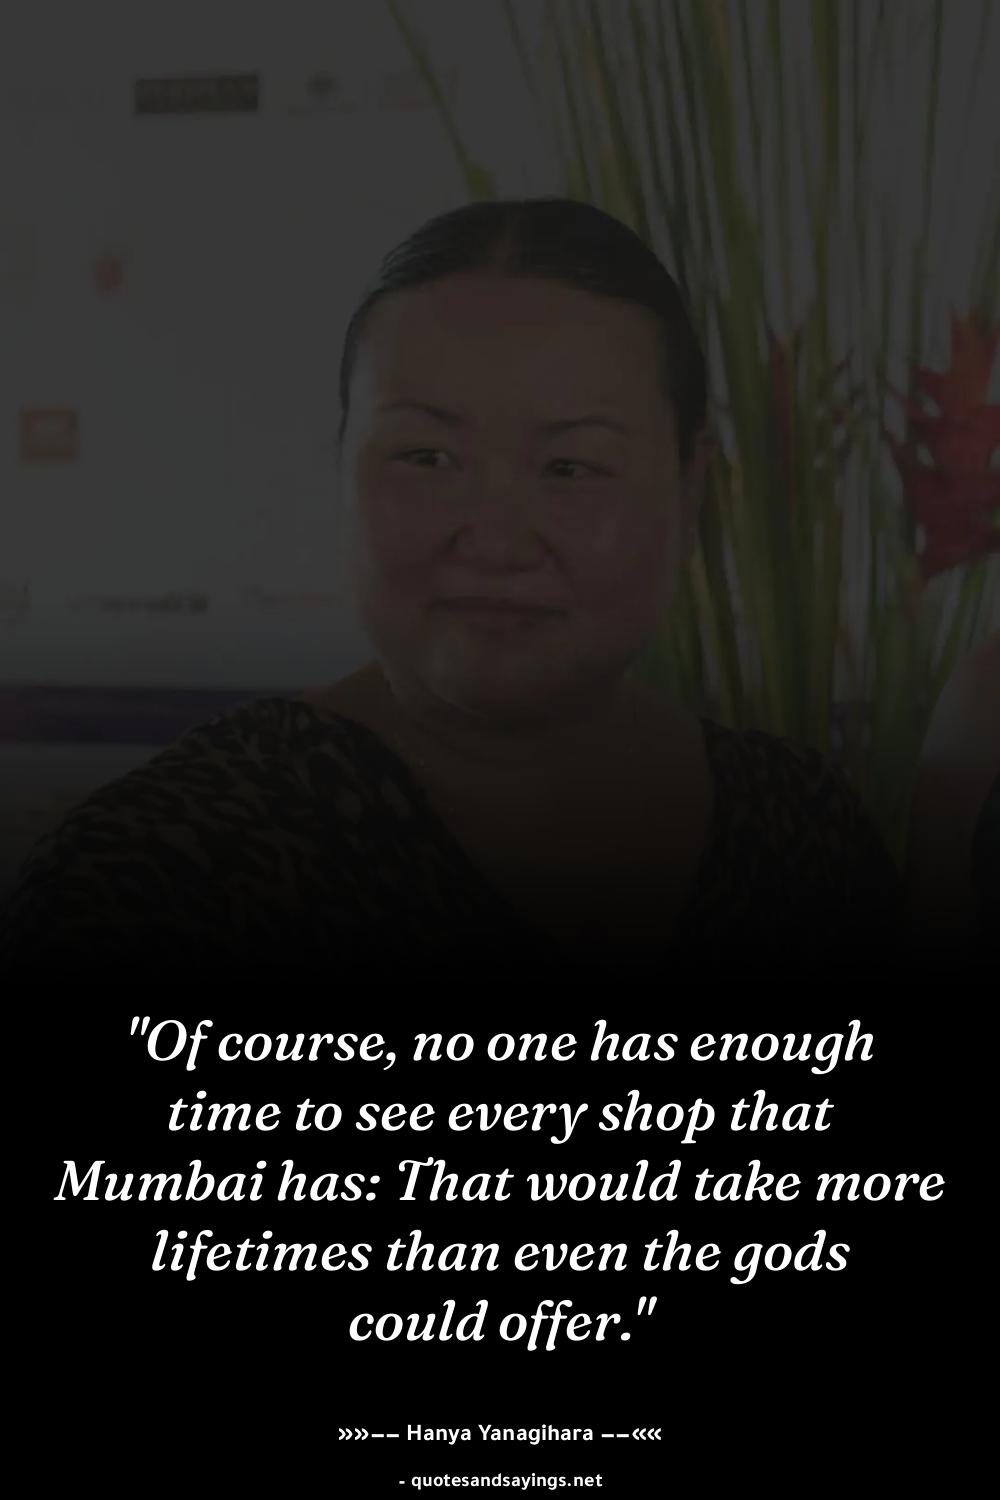 "Of course, no one has enough
time to see every shop that
Mumbai has: That would take more
lifetimes than even the gods
could offer."
»»–– Hanya Yanagihara ––««
- quotesandsayings.net